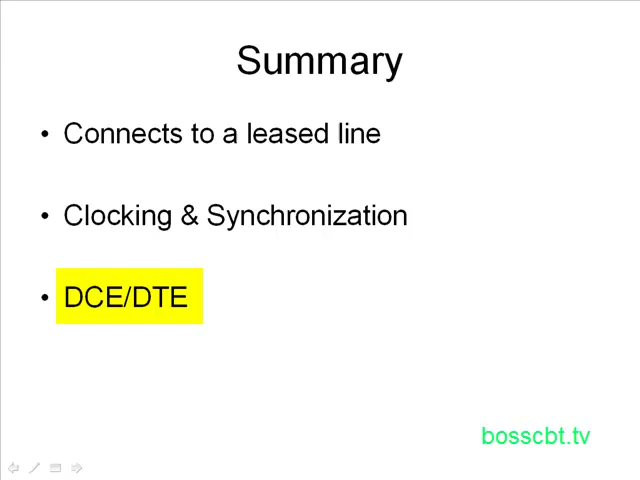 Summary
• Connects to a leased line
• Clocking & Synchronization
• DCE/DTE
bosscbt.tv